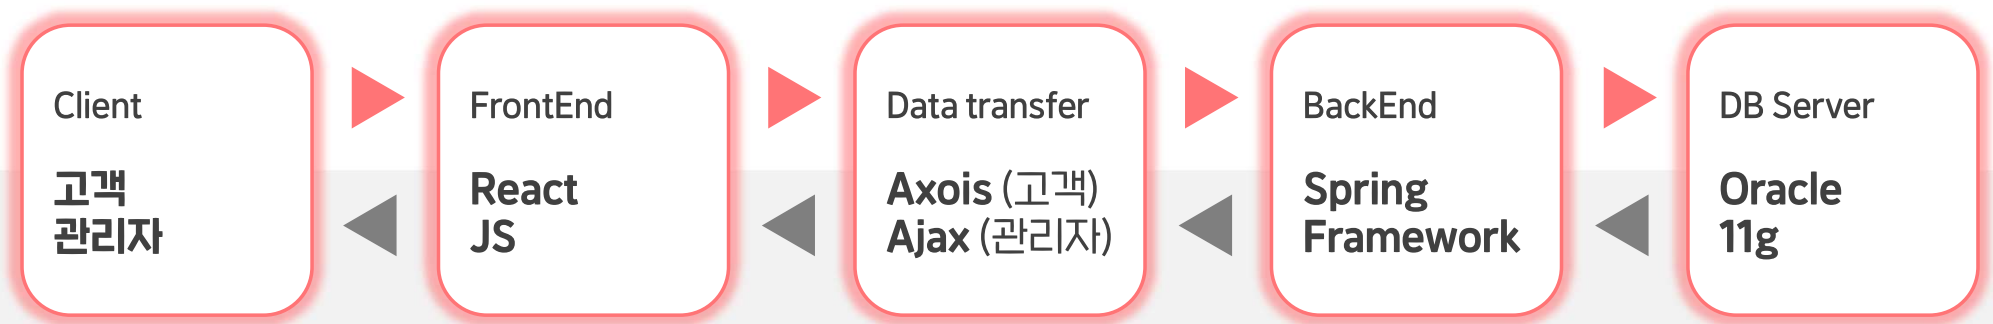 Client
고객
관리자
FrontEnd
React
JS
Data transfer
Axois (고객)
Ajax (관리자)
BackEnd
Spring
Framework
DB Server
Oracle
11g